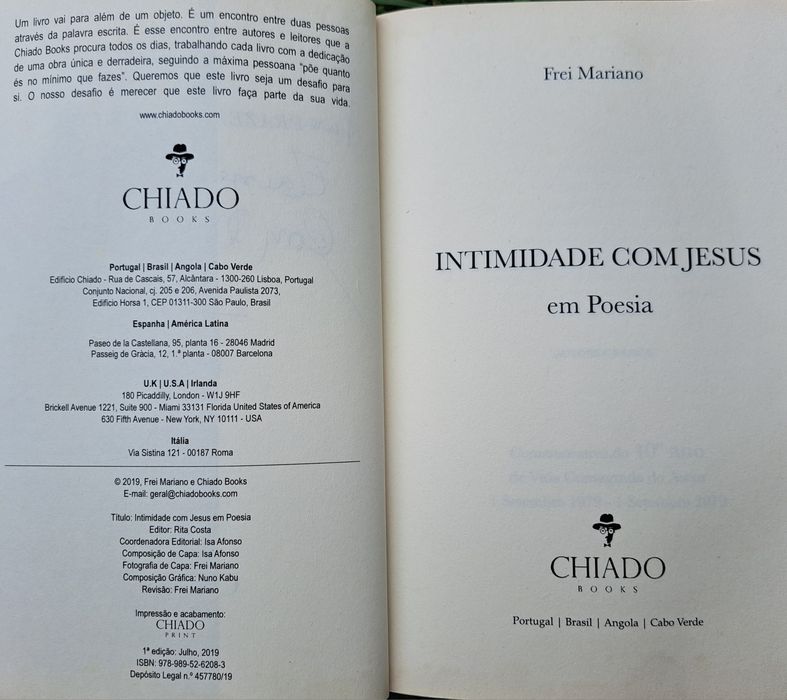 Um livro vai para além de um objeto. É um encontro entre duas pessoas
através da palavra escrita. É esse encontro entre autores e leitores que a
Chiado Books procura todos os dias, trabalhando cada livro com a dedicação
de uma obra única e derradeira, seguindo a máxima pessoana "põe quanto
és no mínimo que fazes". Queremos que este livro seja um desafio para
si. O nosso desafio é merecer que este livro faça parte da sua vida.
www.chiadobooks.com
CHIADO
BOOKS
Portugal | Brasil | Angola | Cabo Verde
Edificio Chiado - Rua de Cascais, 57, Alcântara - 1300-260 Lisboa, Portugal
Conjunto Nacional, cj. 205 e 206, Avenida Paulista 2073,
Edificio Horsa 1, CEP 01311-300 São Paulo, Brasil
Espanha | América Latina
Paseo de la Castellana, 95, planta 16 - 28046 Madrid
Passeig de Gràcia, 12, 1.ª planta - 08007 Barcelona
U.K | U.S.A | Irlanda
180 Picadilly, London - W1J 9HF
Brickell Avenue 1221, Suite 900 - Miami 33131 Florida United States of America
630 Fifth Avenue - New York, NY 10111 - USA
Itália
Via Sistina 121 - 00187 Roma
© 2019, Frei Mariano e Chiado Books
E-mail: geral@chiadobooks.com
Título: Intimidade com Jesus em Poesia
Editor: Rita Costa
Coordenadora Editorial: Isa Afonso
Composição de Capa: Isa Afonso
Fotografia de Capa: Frei Mariano
Composição Gráfica: Nuno Kabu
Revisão: Frei Mariano
Impressão e acabamento:
CHIADO
PRINT
1ª edição: Julho, 2019
ISBN: 978-989-52-6208-3
Depósito Legal n.º 457780/19
Frei Mariano
INTIMIDADE COM JESUS
em Poesia
CHIADO
BOOKS
Portugal | Brasil | Angola | Cabo Verde